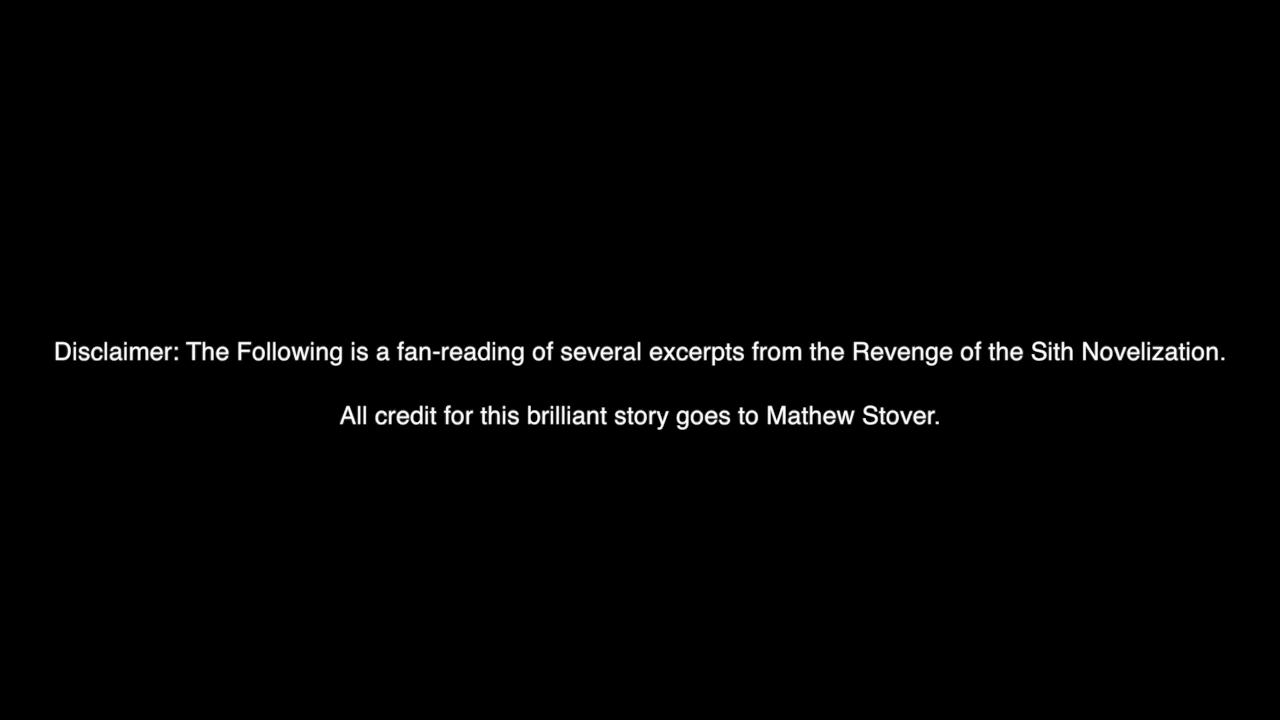 Disclaimer: The Following is a fan-reading of several excerpts from the Revenge of the Sith Novelization.
All credit for this brilliant story goes to Mathew Stover.